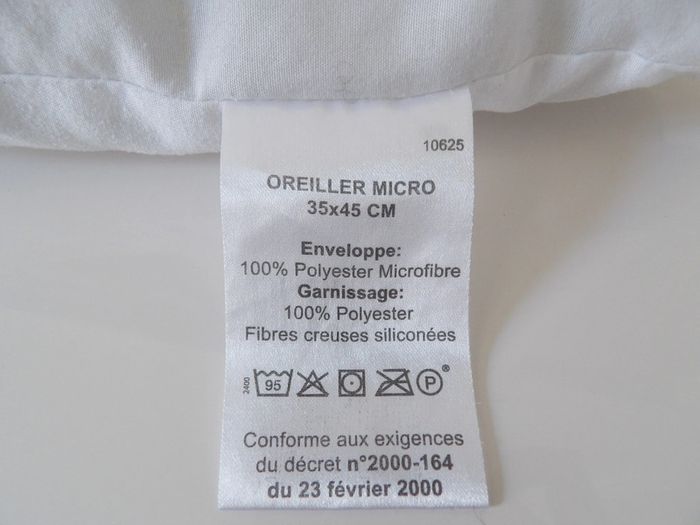 10625
OREILLER MICRO
35x45 CM
Enveloppe:
100% Polyester Microfibre
Garnissage:
100% Polyester
Fibres creuses siliconées
2400 95 P ®
Conforme aux exigences
du décret n°2000-164
du 23 février 2000